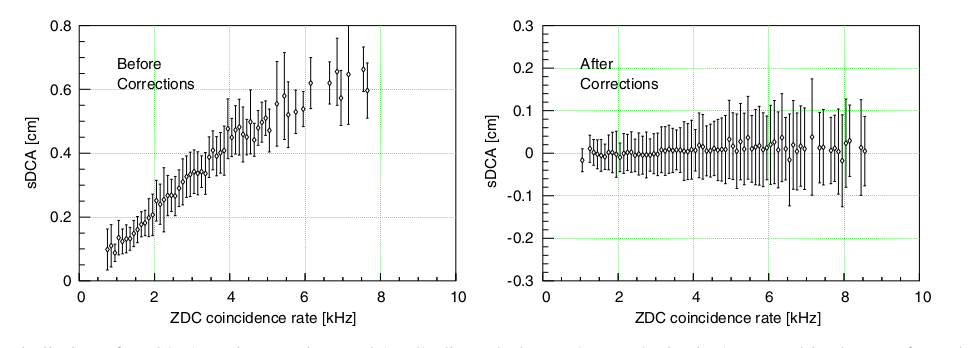 0.8
0.6
0.4
0.2
0
sDCA [cm]
Before
Corrections
0 2 4 6 8 10
ZDC coincidence rate [kHz]
0.3
0.2
0.1
0
-0.1
-0.2
-0.3
sDCA [cm]
After
Corrections
0 2 4 6 8 10
ZDC coincidence rate [kHz]